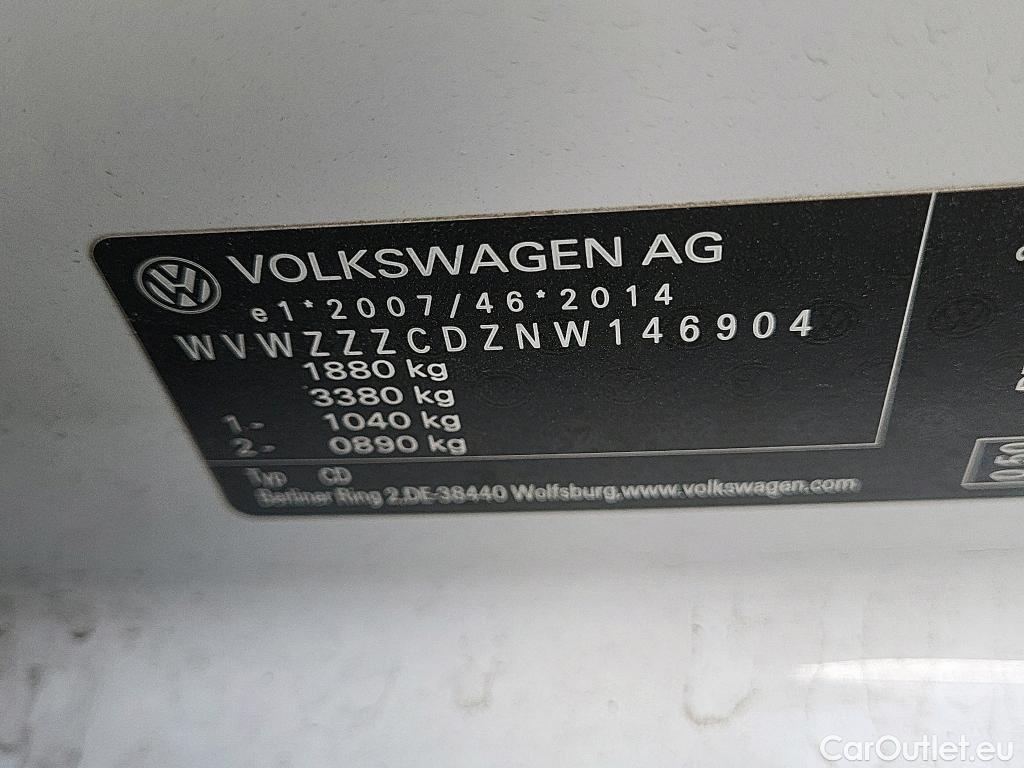 VOLKSWAGEN AG
e1*2007/46*2014
WVWZZZCDZNW146904
1880 kg
3380 kg
1.- 1040 kg
2.- 0890 kg
Typ CD
Berliner Ring 2,DE-38440 Wolfsburg,www.volkswagen.com
CarOutlet.eu